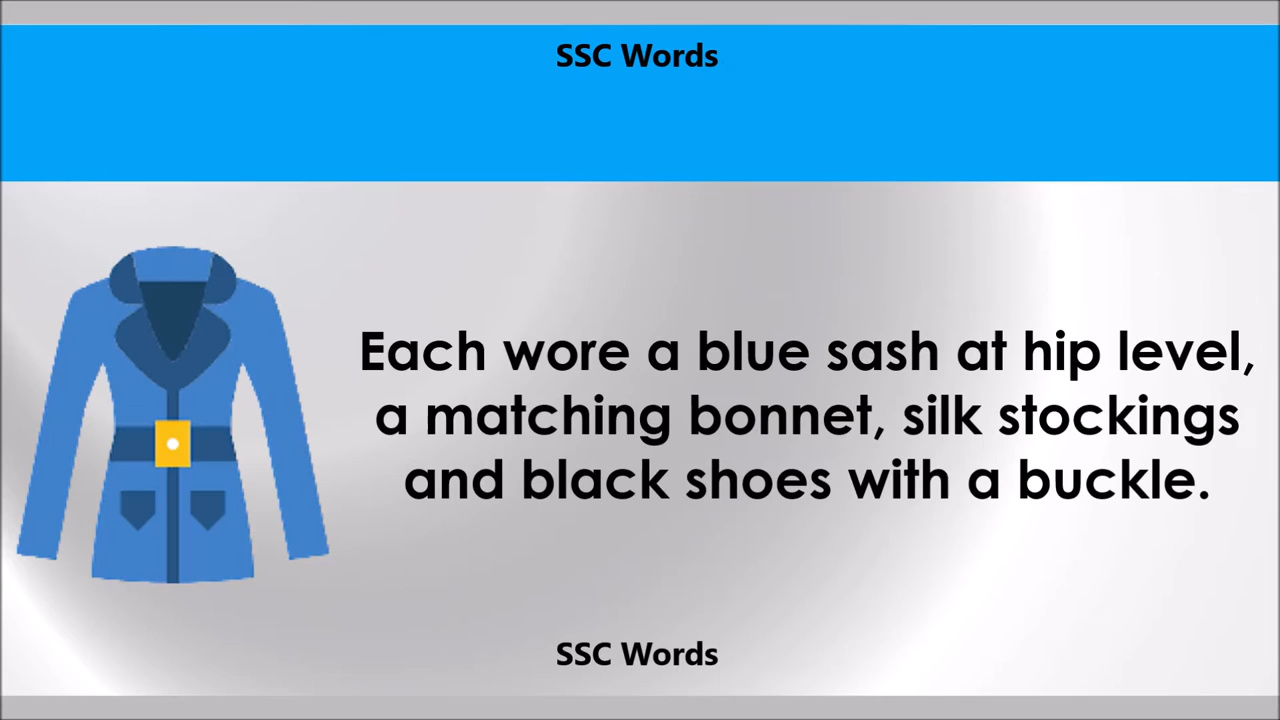 SSC Words
Each wore a blue sash at hip level,
a matching bonnet, silk stockings
and black shoes with a buckle.
SSC Words